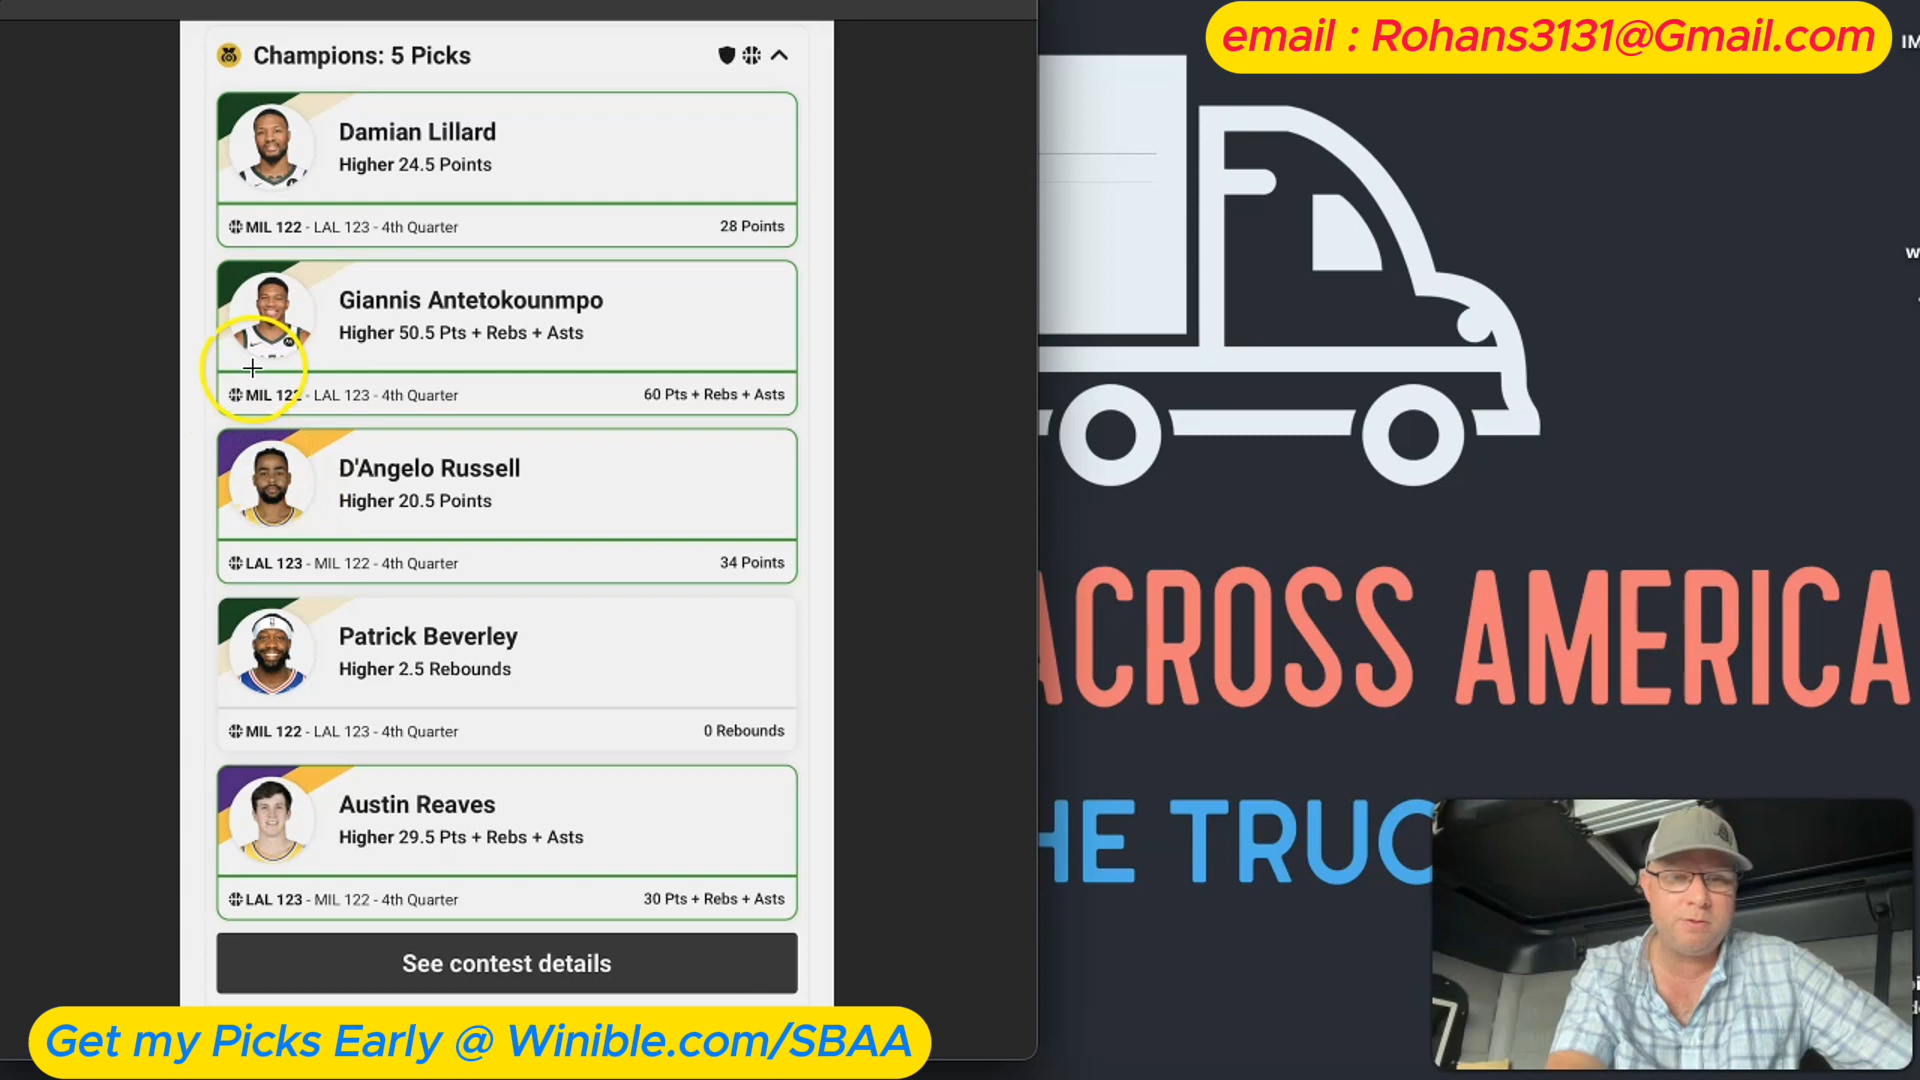 email : Rohans3131@Gmail.com
IM
Champions: 5 Picks
Damian Lillard
Higher 24.5 Points
MIL 122 - LAL 123 - 4th Quarter
28 Points
Giannis Antetokounmpo
Higher 50.5 Pts + Rebs + Asts
MIL 122 - LAL 123 - 4th Quarter
60 Pts + Rebs + Asts
D'Angelo Russell
Higher 20.5 Points
LAL 123 - MIL 122 - 4th Quarter
34 Points
Patrick Beverley
Higher 2.5 Rebounds
MIL 122 - LAL 123 - 4th Quarter
0 Rebounds
Austin Reaves
Higher 29.5 Pts + Rebs + Asts
LAL 123 - MIL 122 - 4th Quarter
30 Pts + Rebs + Asts
See contest details
ACROSS AMERICA
HE TRUC
Get my Picks Early @ Winible.com/SBAA